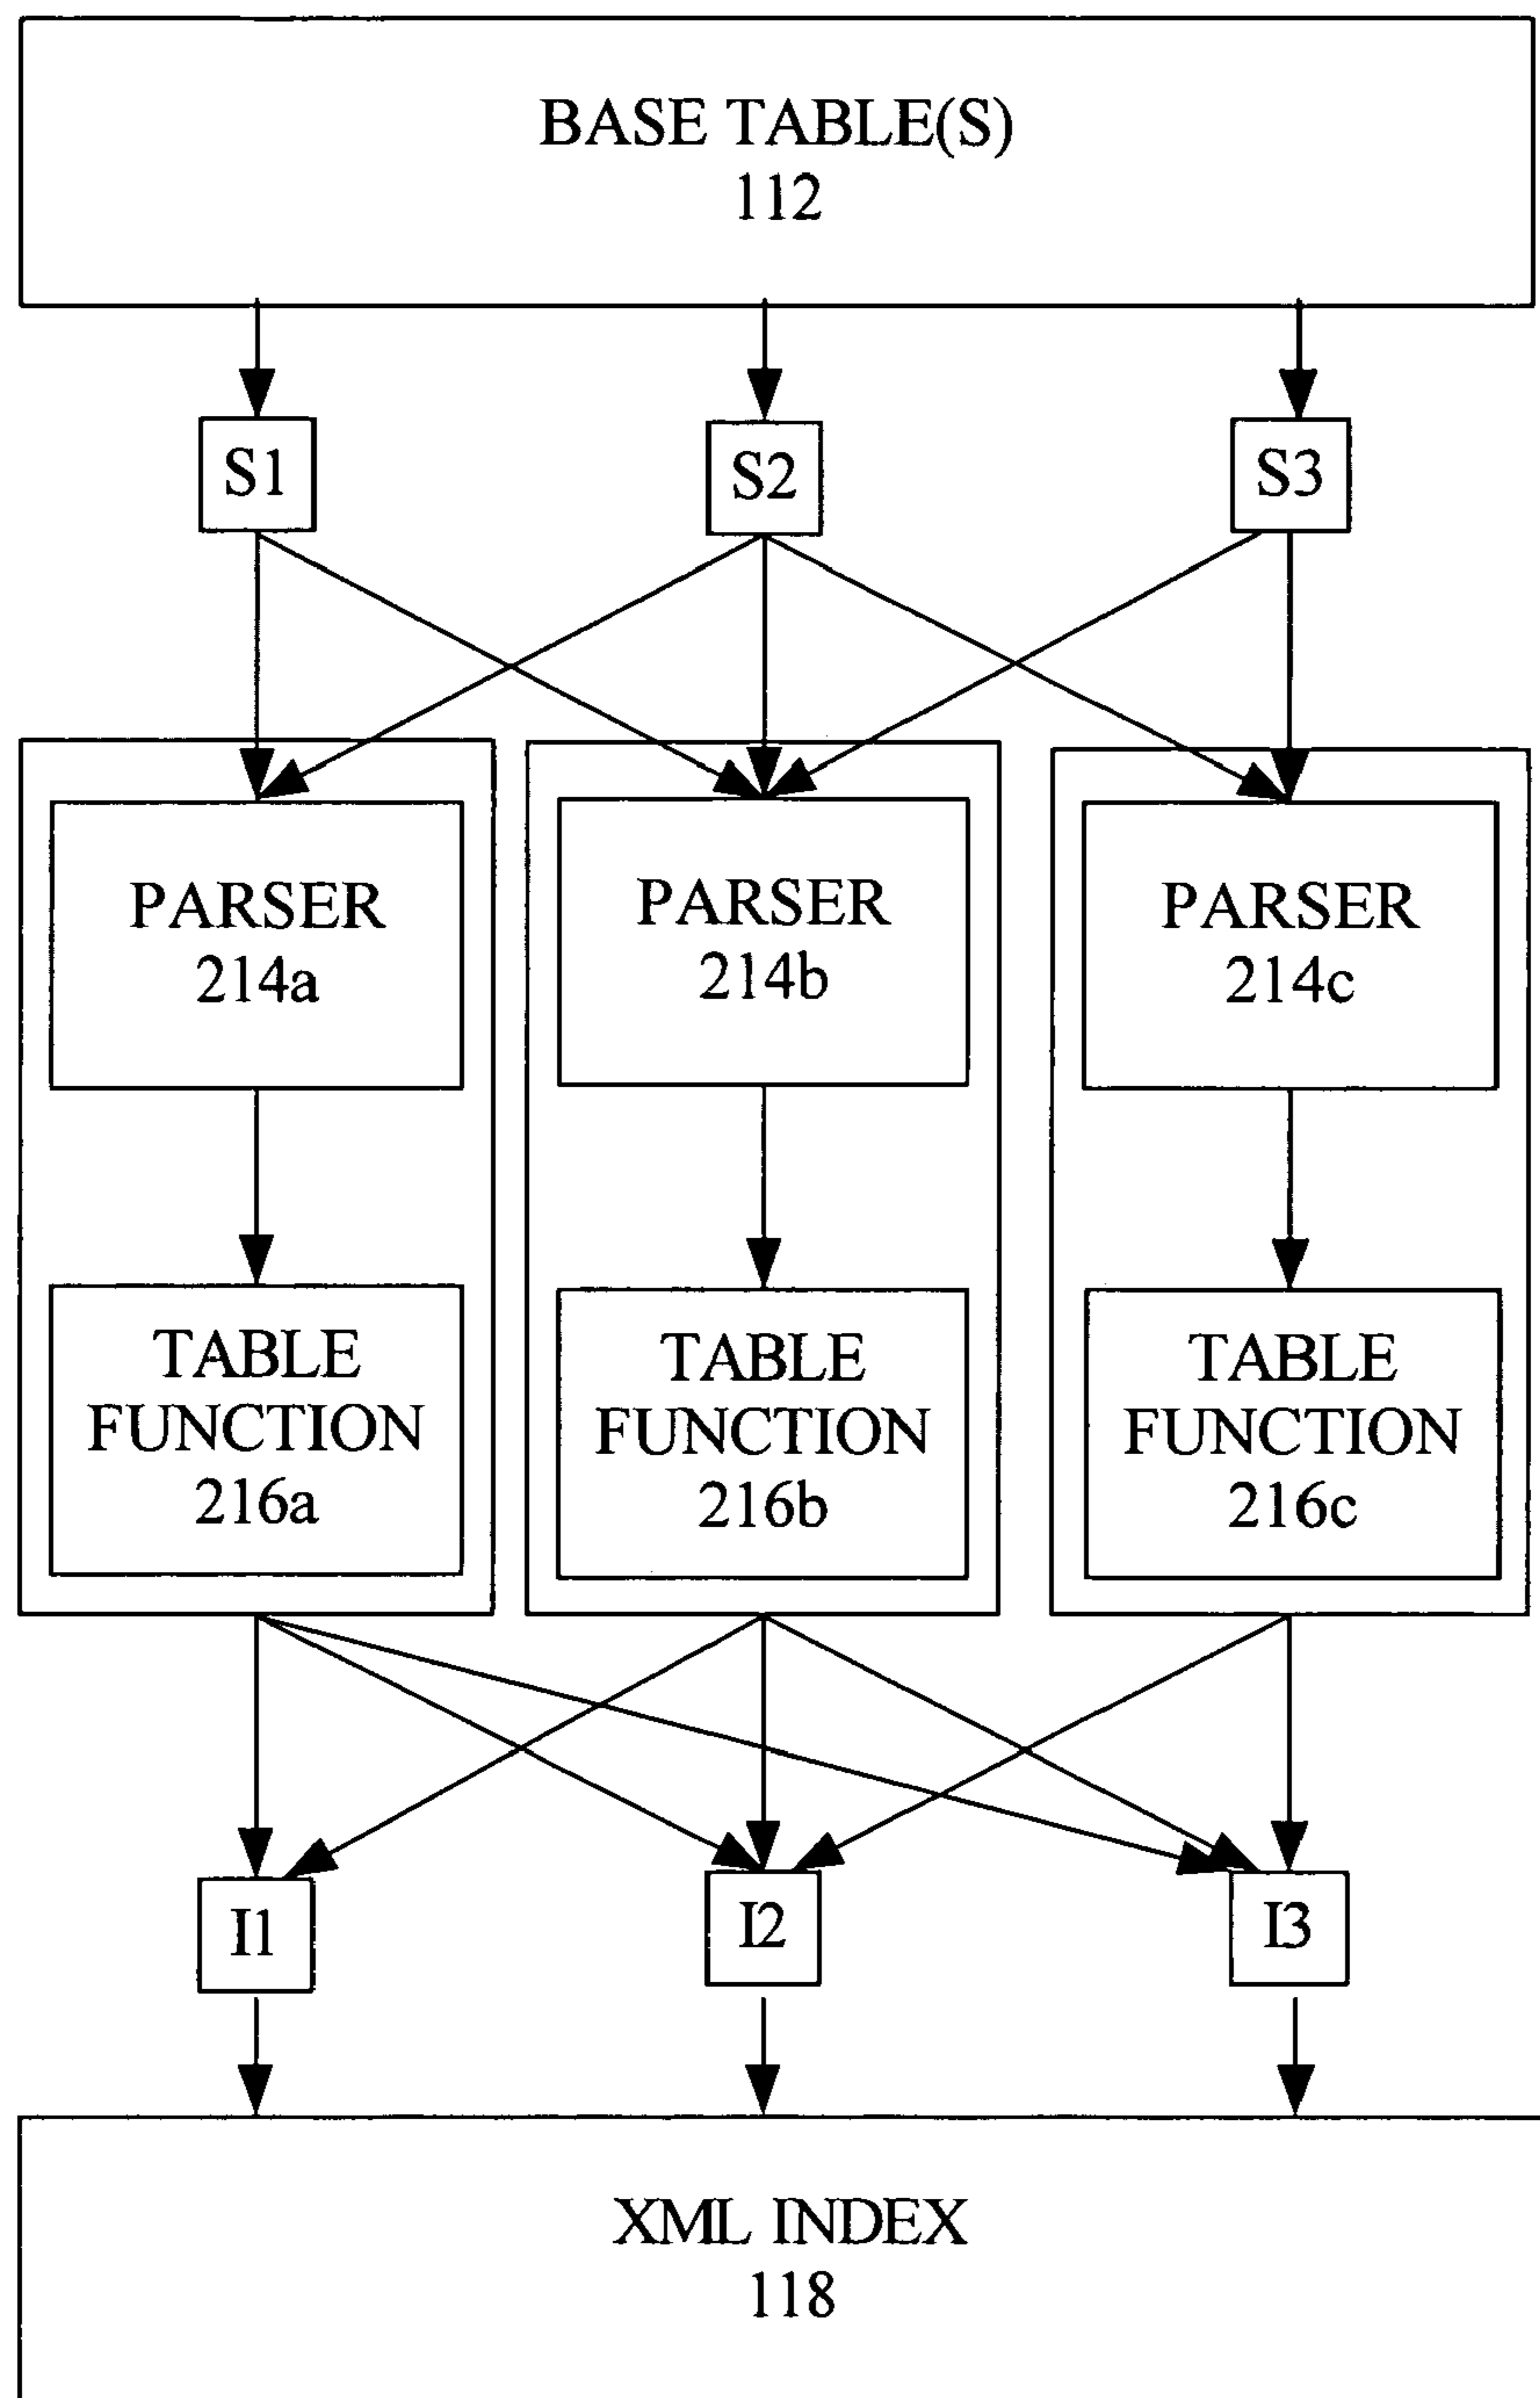 BASE TABLE(S)
112
S1
S2
S3
PARSER
214a
PARSER
214b
PARSER
214c
TABLE
FUNCTION
216a
TABLE
FUNCTION
216b
TABLE
FUNCTION
216c
I1
I2
I3
XML INDEX
118